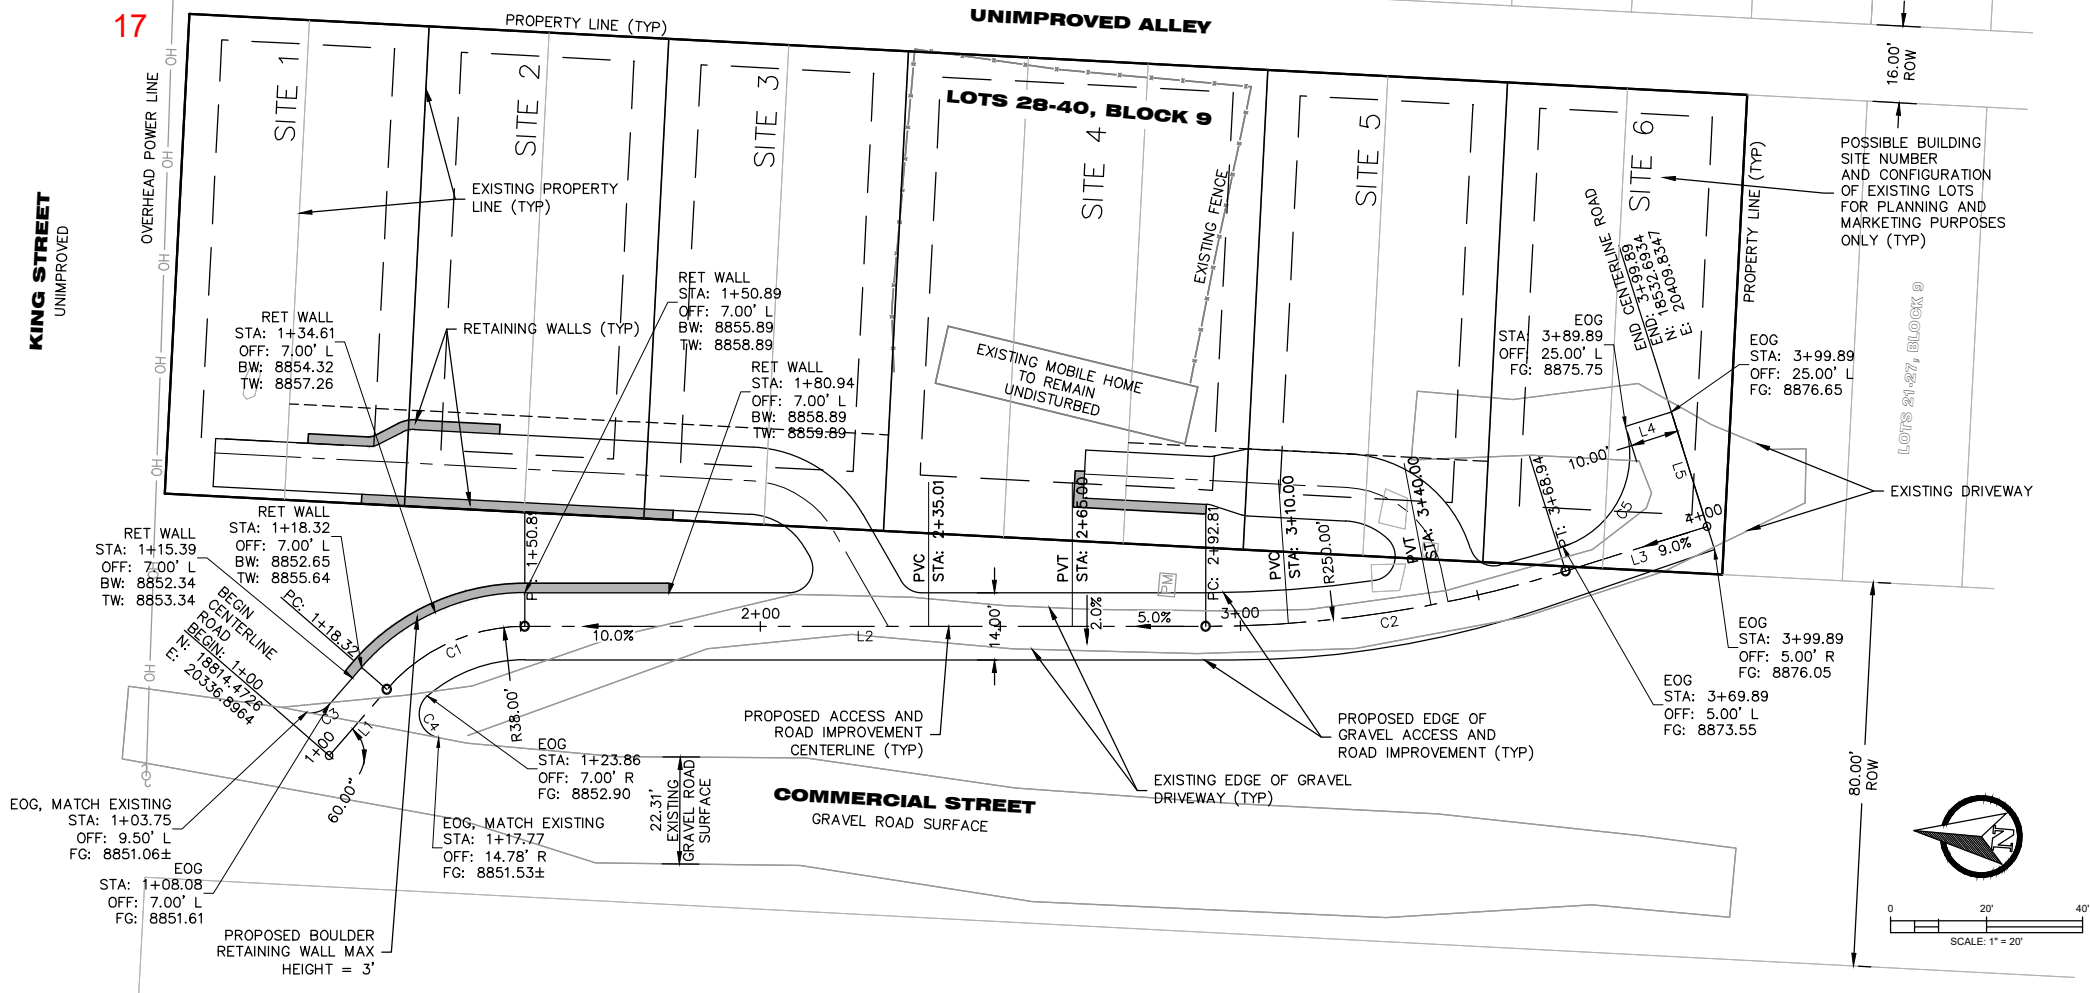 17
PROPERTY LINE (TYP)
UNIMPROVED ALLEY
16.00'
ROW
OVERHEAD POWER LINE
OH
OH
OH
OH
OH
OH
OH
KING STREET
UNIMPROVED
SITE 1
SITE 2
SITE 3
SITE 4
SITE 5
SITE 6
LOTS 28-40, BLOCK 9
EXISTING PROPERTY
LINE (TYP)
EXISTING FENCE
PROPERTY LINE (TYP)
POSSIBLE BUILDING
SITE NUMBER
AND CONFIGURATION
OF EXISTING LOTS
FOR PLANNING AND
MARKETING PURPOSES
ONLY (TYP)
LOTS 21-27, BLOCK 9
RET WALL
STA: 1+50.89
OFF: 7.00' L
BW: 8855.89
TW: 8858.89
RET WALL
STA: 1+34.61
OFF: 7.00' L
BW: 8854.32
TW: 8857.26
RETAINING WALLS (TYP)
RET WALL
STA: 1+80.94
OFF: 7.00' L
BW: 8858.89
TW: 8859.89
EXISTING MOBILE HOME
TO REMAIN
UNDISTURBED
END CENTERLINE ROAD
END: 3+99.89
N: 18532.6934
E: 20409.8347
EOG
STA: 3+89.89
OFF: 25.00' L
FG: 8875.75
EOG
STA: 3+99.89
OFF: 25.00' L
FG: 8876.65
L4
10.00'
L5
C5
4+00
EXISTING DRIVEWAY
RET WALL
STA: 1+18.32
OFF: 7.00' L
BW: 8852.65
TW: 8855.64
RET WALL
STA: 1+15.39
OFF: 7.00' L
BW: 8852.34
TW: 8853.34
PC: 1+18.32
BEGIN
CENTERLINE
ROAD
BEGIN: 1+00
N: 18814.4726
E: 20336.8964
PVC
STA: 2+35.01
PVT
STA: 2+65.00
PC: 2+92.81
PVC
STA: 3+10.00
R250.00'
PVT
STA: 3+40.00
PT: 3+68.94
L3
9.0%
C1
10.0%
2+00
L2
14.00'
2.0%
PM
5.0%
3+00
C2
C3
L1
1+00
C4
R38.00'
60.00'
EOG
STA: 1+23.86
OFF: 7.00' R
FG: 8852.90
PROPOSED ACCESS AND
ROAD IMPROVEMENT
CENTERLINE (TYP)
PROPOSED EDGE OF
GRAVEL ACCESS AND
ROAD IMPROVEMENT (TYP)
EOG
STA: 3+99.89
OFF: 5.00' R
FG: 8876.05
EOG
STA: 3+69.89
OFF: 5.00' L
FG: 8873.55
EXISTING EDGE OF GRAVEL
DRIVEWAY (TYP)
22.31'
EXISTING
GRAVEL ROAD
SURFACE
COMMERCIAL STREET
GRAVEL ROAD SURFACE
80.00'
ROW
EOG, MATCH EXISTING
STA: 1+03.75
OFF: 9.50' L
FG: 8851.06±
EOG, MATCH EXISTING
STA: 1+17.77
OFF: 14.78' R
FG: 8851.53±
EOG
STA: 1+08.08
OFF: 7.00' L
FG: 8851.61
PROPOSED BOULDER
RETAINING WALL MAX
HEIGHT = 3'
N
0 20' 40'
SCALE: 1" = 20'